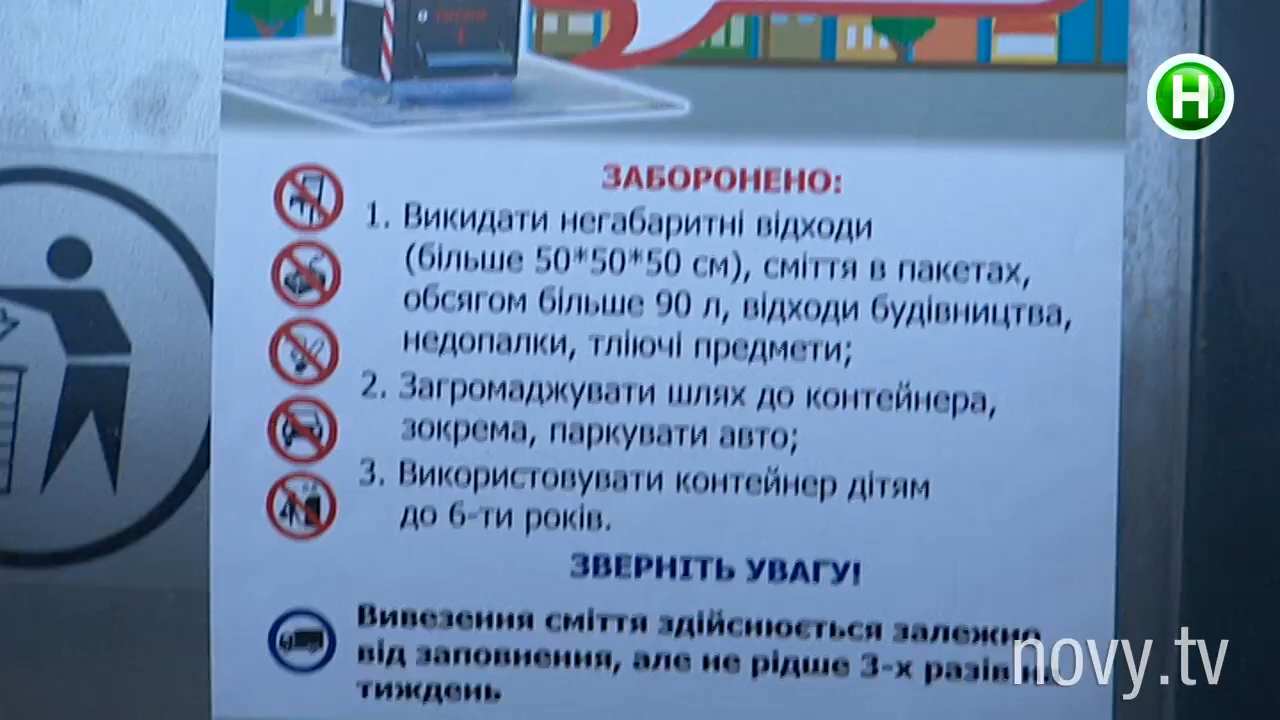 Н
ЗАБОРОНЕНО:
1. Викидати негабаритні відходи
(більше 50*50*50 см), сміття в пакетах,
обсягом більше 90 л, відходи будівництва,
недопалки, тліючі предмети;
2. Загромаджувати шлях до контейнера,
зокрема, паркувати авто;
3. Використовувати контейнер дітям
до 6-ти років.
ЗВЕРНІТЬ УВАГУ!
Вивезення сміття здійснюється залежно
від заповнення, але не рідше 3-х разів на
тиждень
novy.tv